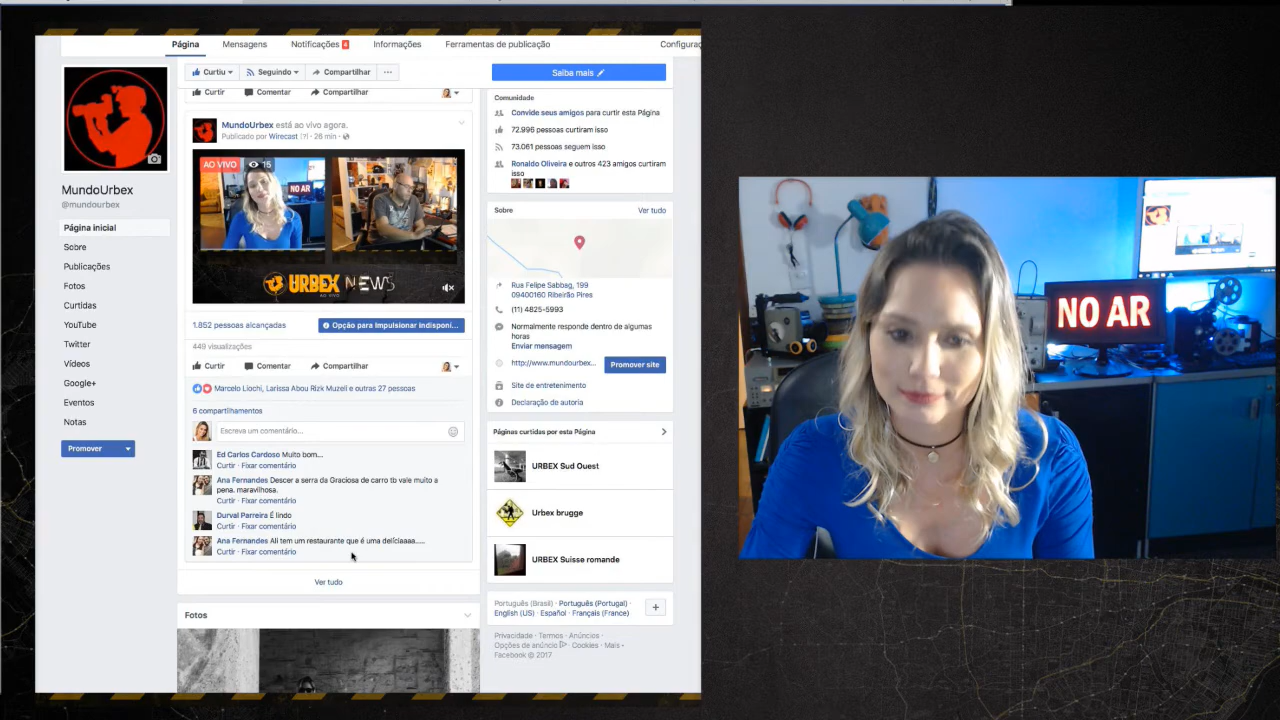 Página Mensagens Notificações 4 Informações Ferramentas de publicação Configuraç
Curtiu Seguindo Compartilhar ... Saiba mais
Curtir Comentar Compartilhar
MundoUrbex está ao vivo agora.
Publicado por Wirecast [?] · 26 min ·
AO VIVO 15
NO AR
URBEX NEWS
AO VIVO
1.852 pessoas alcançadas
Opção para Impulsionar indisponí...
449 visualizações
Curtir Comentar Compartilhar
Marcelo Liochi, Larissa Abou Rizk Muzeli e outras 27 pessoas
6 compartilhamentos
Escreva um comentário...
Ed Carlos Cardoso Muito bom...
Curtir · Fixar comentário
Ana Fernandes Descer a serra da Graciosa de carro tb vale muito a
pena. maravilhosa.
Curtir · Fixar comentário
Durval Parreira É lindo
Curtir · Fixar comentário
Ana Fernandes Ali tem um restaurante que é uma delíciaaaa.....
Curtir · Fixar comentário
Ver tudo
Fotos
MundoUrbex
@mundourbex
Página inicial
Sobre
Publicações
Fotos
Curtidas
YouTube
Twitter
Vídeos
Google+
Eventos
Notas
Promover
Comunidade
Convide seus amigos para curtir esta Página
72.996 pessoas curtiram isso
73.061 pessoas seguem isso
Ronaldo Oliveira e outros 423 amigos curtiram
isso
Sobre Ver tudo
Rua Felipe Sabbag, 199
09400160 Ribeirão Pires
(11) 4825-5993
Normalmente responde dentro de algumas
horas
Enviar mensagem
http://www.mundourbex... Promover site
Site de entretenimento
Declaração de autoria
Páginas curtidas por esta Página
URBEX Sud Ouest
Urbex brugge
URBEX Suisse romande
Português (Brasil) · Português (Portugal) ·
English (US) · Español · Français (France)
+
Privacidade · Termos · Anúncios ·
Opções de anúncio · Cookies · Mais
Facebook © 2017
NO AR